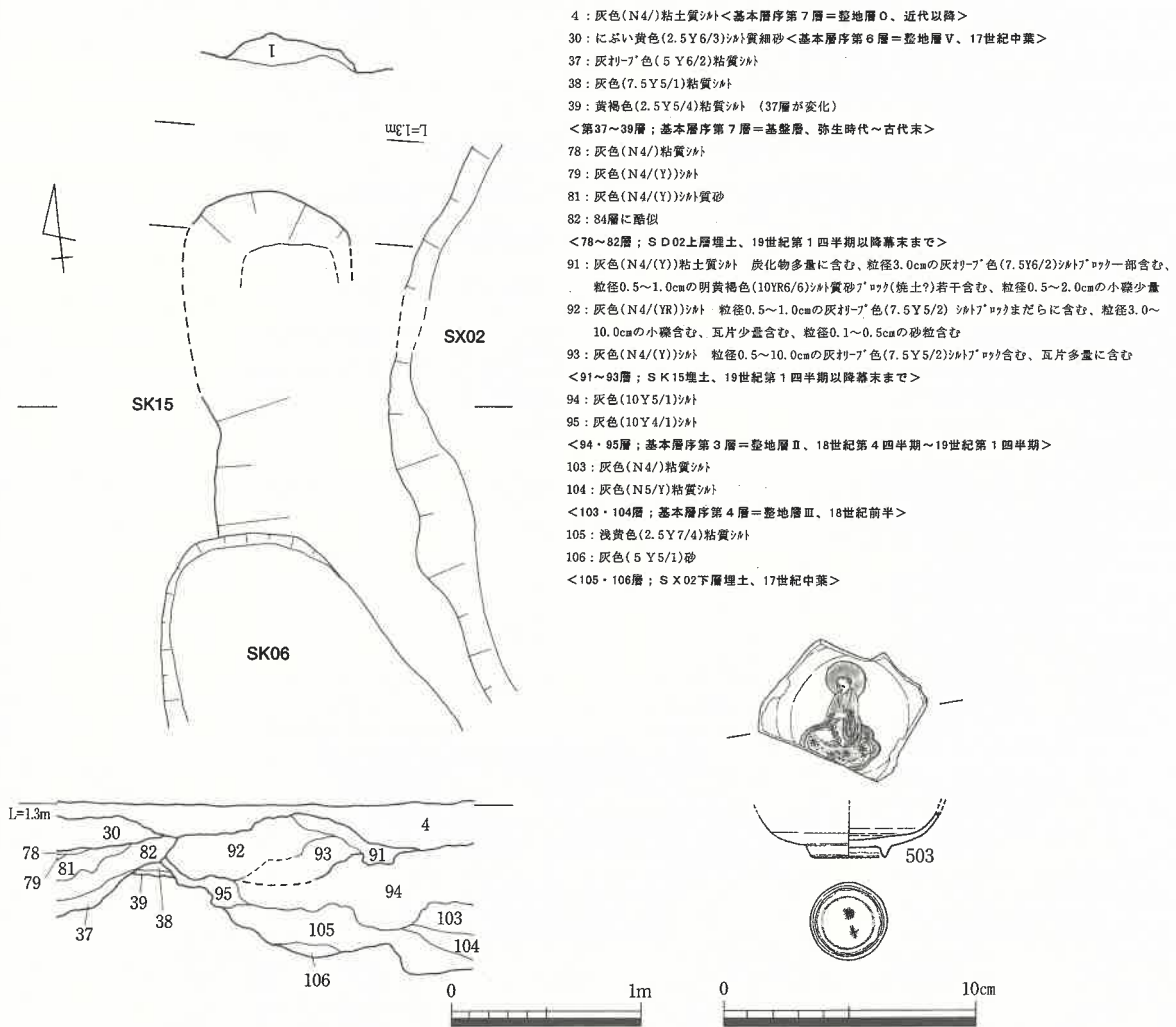 4：灰色(N4/)粘土質ｼﾙﾄ<基本層序第７層＝整地層０、近代以降>
30：にぶい黄色(2.5Y6/3)ｼﾙﾄ質細砂<基本層序第６層＝整地層Ⅴ、17世紀中葉>
37：灰ｵﾘｰﾌﾞ色(５Y6/2)粘質ｼﾙﾄ
38：灰色(7.5Y5/1)粘質ｼﾙﾄ
39：黄褐色(2.5Y5/4)粘質ｼﾙﾄ　(37層が変化)
<第37～39層；基本層序第７層＝基盤層、弥生時代～古代末>
78：灰色(N4/)粘質ｼﾙﾄ
79：灰色(N4/(Y))ｼﾙﾄ
81：灰色(N4/(Y))ｼﾙﾄ質砂
82：84層に酷似
<78～82層；ＳＤ02上層埋土、19世紀第１四半期以降幕末まで>
91：灰色(N4/(Y))粘土質ｼﾙﾄ　炭化物多量に含む、粒径3.0cmの灰ｵﾘｰﾌﾞ色(7.5Y6/2)ｼﾙﾄﾌﾞﾛｯｸ一部含む、
粒径0.5～1.0cmの明黄褐色(10YR6/6)ｼﾙﾄ質砂ﾌﾞﾛｯｸ(焼土?)若干含む、粒径0.5～2.0cmの小礫少量
92：灰色(N4/(YR))ｼﾙﾄ　粒径0.5～1.0cmの灰ｵﾘｰﾌﾞ色(7.5Y5/2) ｼﾙﾄﾌﾞﾛｯｸまだらに含む、粒径3.0～
10.0cmの小礫含む、瓦片少量含む、粒径0.1～0.5cmの砂粒含む
93：灰色(N4/(Y))ｼﾙﾄ　粒径0.5～10.0cmの灰ｵﾘｰﾌﾞ色(7.5Y5/2)ｼﾙﾄﾌﾞﾛｯｸ含む、瓦片多量に含む
<91～93層；ＳＫ15埋土、19世紀第１四半期以降幕末まで>
94：灰色(10Y5/1)ｼﾙﾄ
95：灰色(10Y4/1)ｼﾙﾄ
<94・95層；基本層序第３層＝整地層Ⅱ、18世紀第４四半期～19世紀第１四半期>
103：灰色(N4/)粘質ｼﾙﾄ
104：灰色(N5/Y)粘質ｼﾙﾄ
<103・104層；基本層序第４層＝整地層Ⅲ、18世紀前半>
105：浅黄色(2.5Y7/4)粘質ｼﾙﾄ
106：灰色(５Y5/1)砂
<105・106層；ＳＸ02下層埋土、17世紀中葉>
1
L=1.3m
SX02
SK15
SK06
L=1.3m
30
4
78
82
92
93
91
81
79
95
94
39
38
103
37
105
104
106
503
0
1m
0
10cm